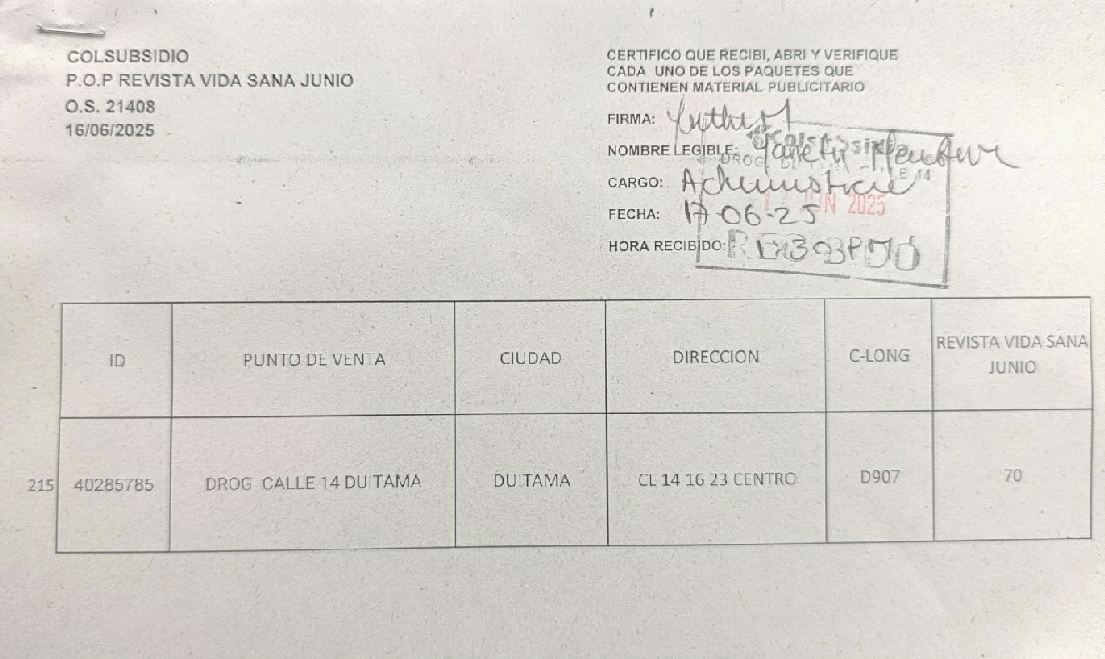 COLSUBSIDIO
P.O.P REVISTA VIDA SANA JUNIO
O.S. 21408
16/06/2025
CERTIFICO QUE RECIBI, ABRI Y VERIFIQUE
CADA UNO DE LOS PAQUETES QUE
CONTIENEN MATERIAL PUBLICITARIO
FIRMA:
NOMBRE LEGIBLE: Yaneth
CARGO:
FECHA: 17-06-25
JUN 2025
HORA RECIBIDO:
ID PUNTO DE VENTA CIUDAD DIRECCION C-LONG REVISTA VIDA SANA
JUNIO
215 40285785 DROG CALLE 14 DUITAMA DUITAMA CL 14 16 23 CENTRO D907 70